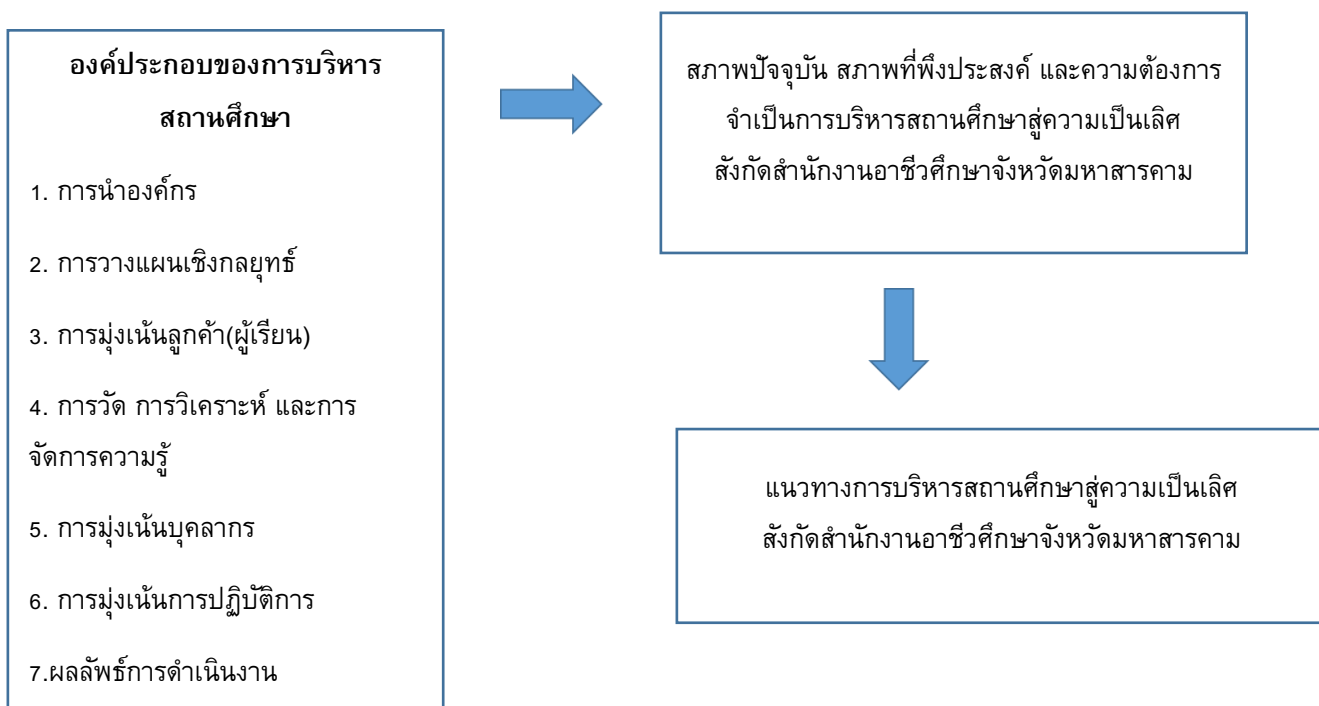 องค์ประกอบของการบริหาร
สถานศึกษา
1. การนำองค์กร
2. การวางแผนเชิงกลยุทธ์
3. การมุ่งเน้นลูกค้า(ผู้เรียน)
4. การวัด การวิเคราะห์ และการ
จัดการความรู้
5. การมุ่งเน้นบุคลากร
6. การมุ่งเน้นการปฏิบัติการ
7.ผลลัพธ์การดำเนินงาน
สภาพปัจจุบัน สภาพที่พึงประสงค์ และความต้องการ
จำเป็นการบริหารสถานศึกษาสู่ความเป็นเลิศ
สังกัดสำนักงานอาชีวศึกษาจังหวัดมหาสารคาม
แนวทางการบริหารสถานศึกษาสู่ความเป็นเลิศ
สังกัดสำนักงานอาชีวศึกษาจังหวัดมหาสารคาม